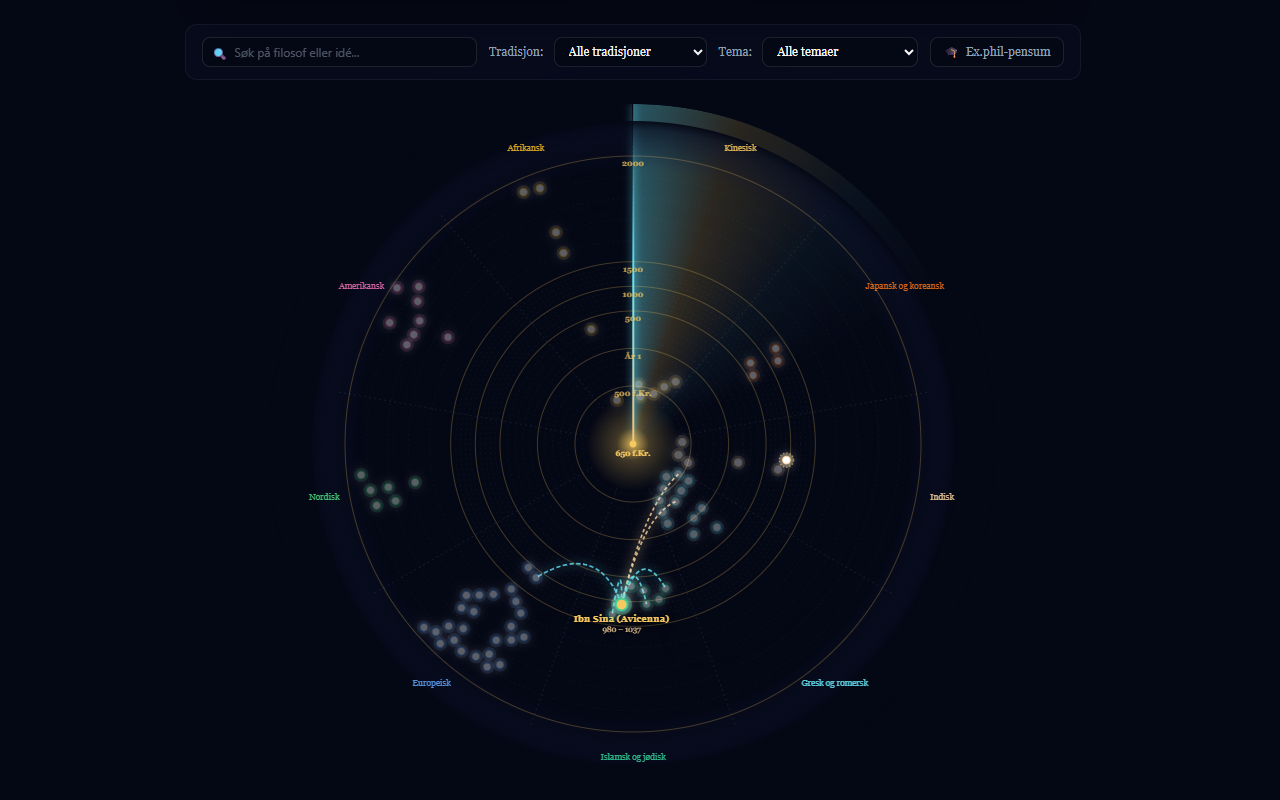 Søk på filosof eller idé...
Tradisjon:
Alle tradisjoner
Tema:
Alle temaer
Ex.phil-pensum
Afrikansk
Kinesisk
2000
1500
Amerikansk
Japansk og koreansk
1000
500
År 1
500 f.Kr.
650 f.Kr.
Nordisk
Indisk
Ibn Sina (Avicenna)
980 – 1037
Europeisk
Gresk og romersk
Islamsk og jødisk